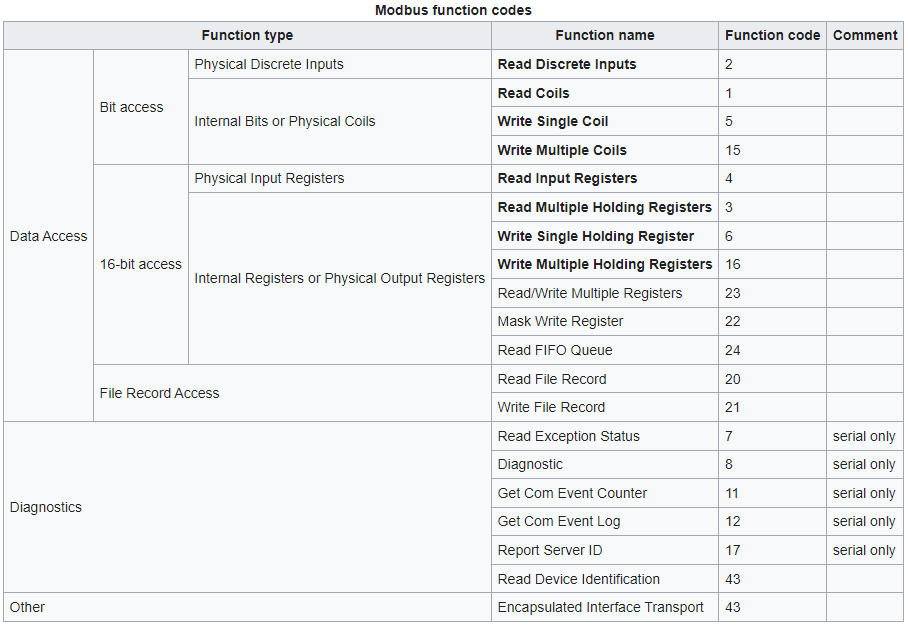 Modbus function codes
Function type Function name Function code Comment
Data Access Bit access Physical Discrete Inputs Read Discrete Inputs 2
Internal Bits or Physical Coils Read Coils 1
Write Single Coil 5
Write Multiple Coils 15
16-bit access Physical Input Registers Read Input Registers 4
Internal Registers or Physical Output Registers Read Multiple Holding Registers 3
Write Single Holding Register 6
Write Multiple Holding Registers 16
Read/Write Multiple Registers 23
Mask Write Register 22
Read FIFO Queue 24
File Record Access Read File Record 20
Write File Record 21
Diagnostics Read Exception Status 7 serial only
Diagnostic 8 serial only
Get Com Event Counter 11 serial only
Get Com Event Log 12 serial only
Report Server ID 17 serial only
Read Device Identification 43
Other Encapsulated Interface Transport 43